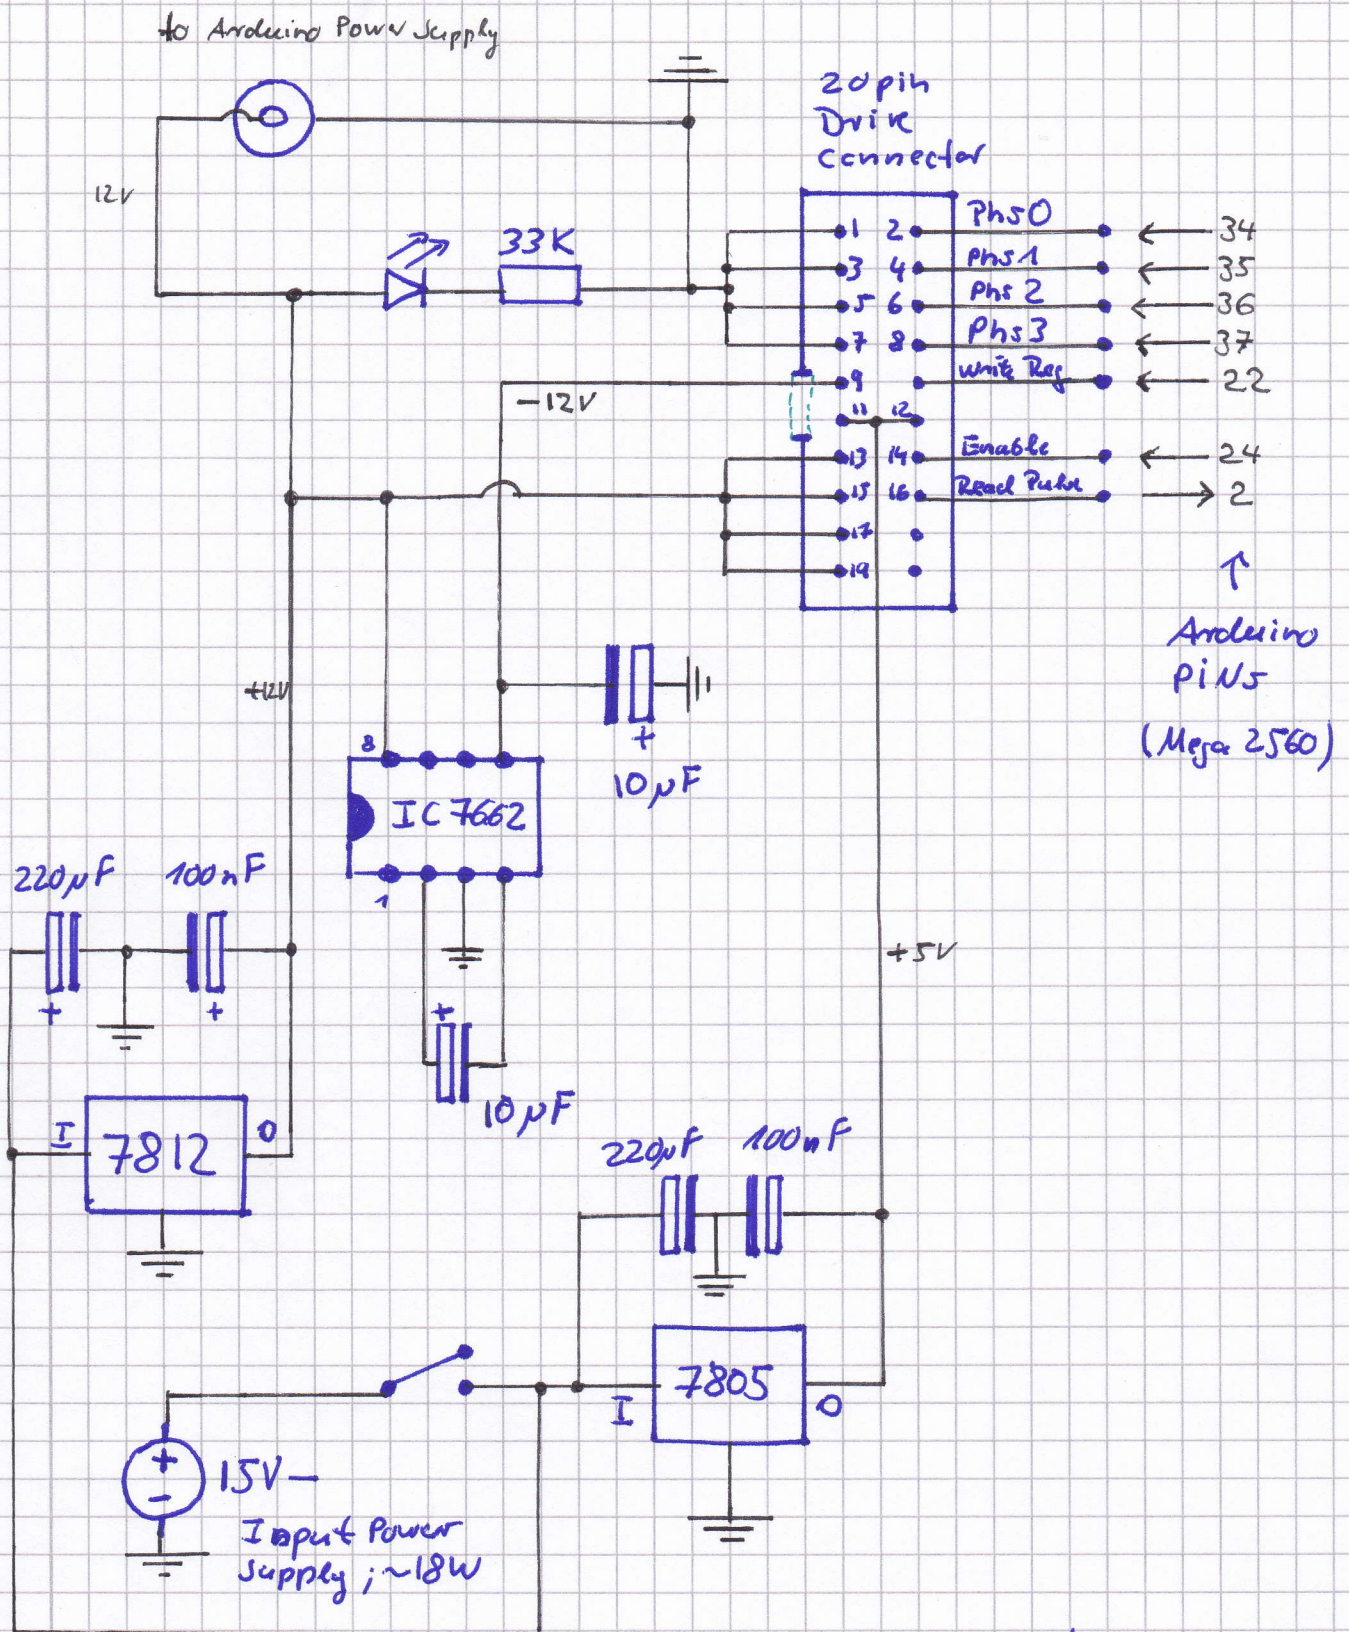 to Arduino Power Supply
20 pin
Drive
connector
12V
33K
1 2 Phs0 34
3 4 Phs1 35
5 6 Phs2 36
7 8 Phs3 37
9 Write Req 22
-12V
11 12
13 14 Enable 24
15 16 Read Pulse 2
17
19
Arduino
PiNs
(Mega 2560)
+12V
+
10µF
8
IC 7662
1
220µF 100nF
+ +
+5V
+
10µF
I 7812 O
220µF 100nF
7805
I O
+
-
15V
Input Power
Supply; ~18W